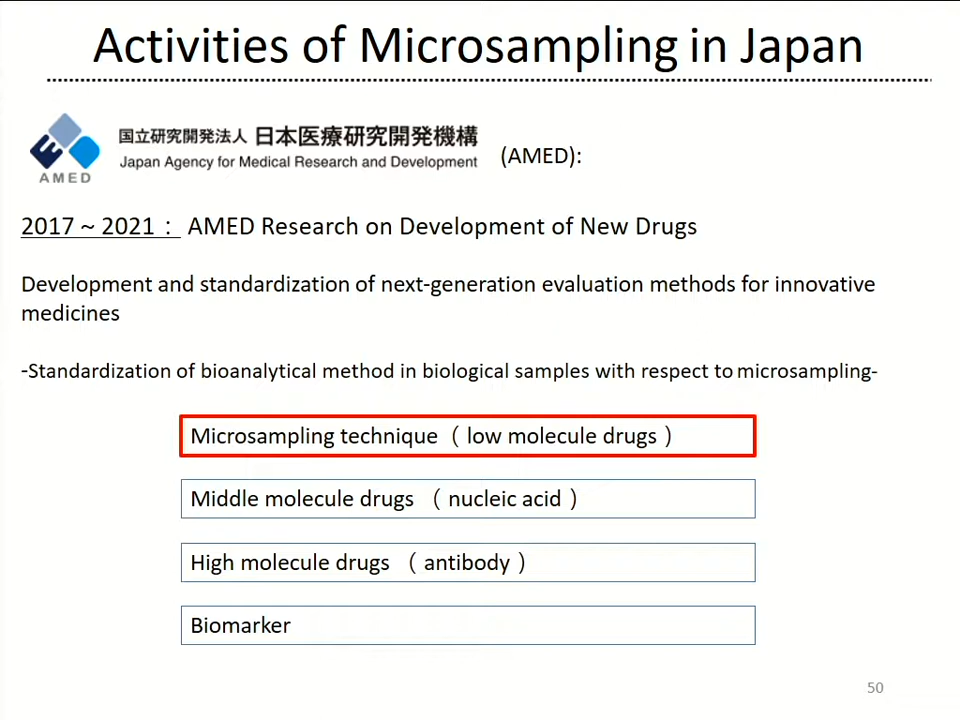 Activities of Microsampling in Japan
国立研究開発法人 日本医療研究開発機構
Japan Agency for Medical Research and Development
AMED
(AMED):
2017 ~ 2021 : AMED Research on Development of New Drugs
Development and standardization of next-generation evaluation methods for innovative
medicines
-Standardization of bioanalytical method in biological samples with respect to microsampling-
Microsampling technique ( low molecule drugs )
Middle molecule drugs ( nucleic acid )
High molecule drugs ( antibody )
Biomarker
50